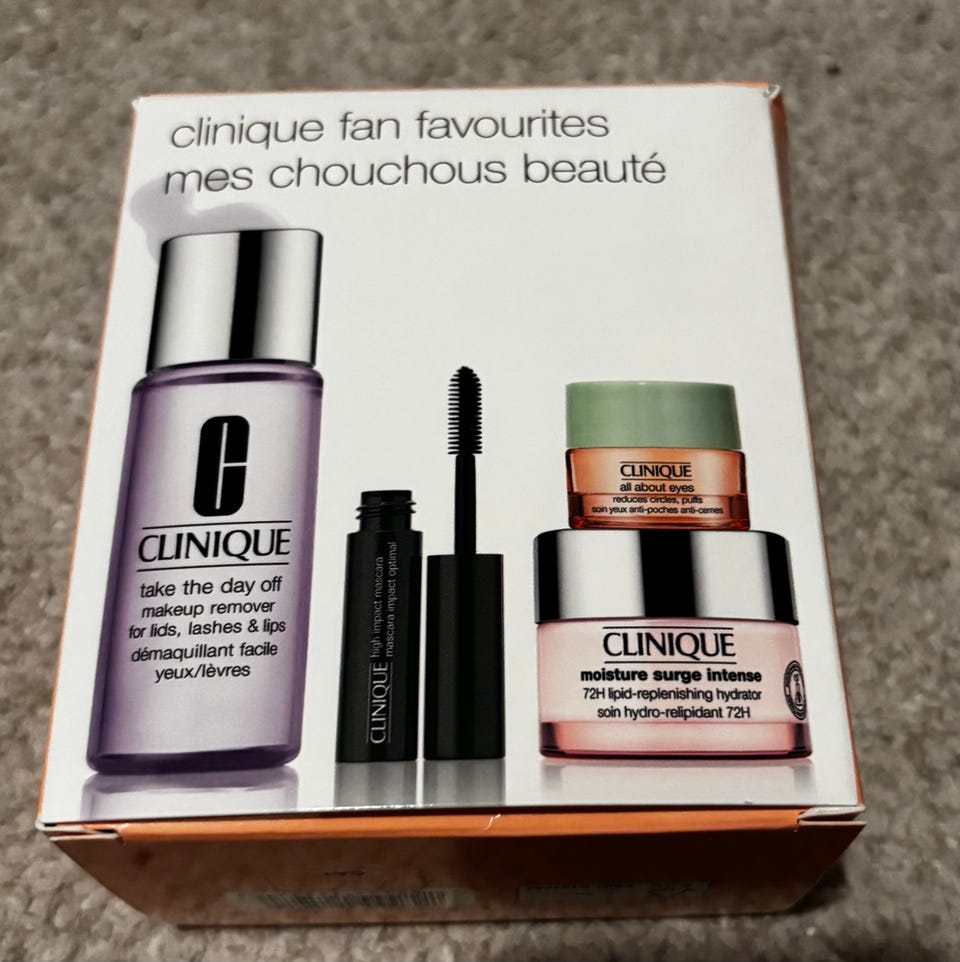 clinique fan favourites
mes chouchous beauté
CLINIQUE
take the day off
makeup remover
for lids, lashes & lips
démaquillant facile
yeux/lèvres
CLINIQUE
high impact mascara
mascara impact optimal
CLINIQUE
all about eyes
reduces circles, puffs
soin yeux anti-poches anti-cernes
CLINIQUE
moisture surge intense
72H lipid-replenishing hydrator
soin hydro-relipidant 72H